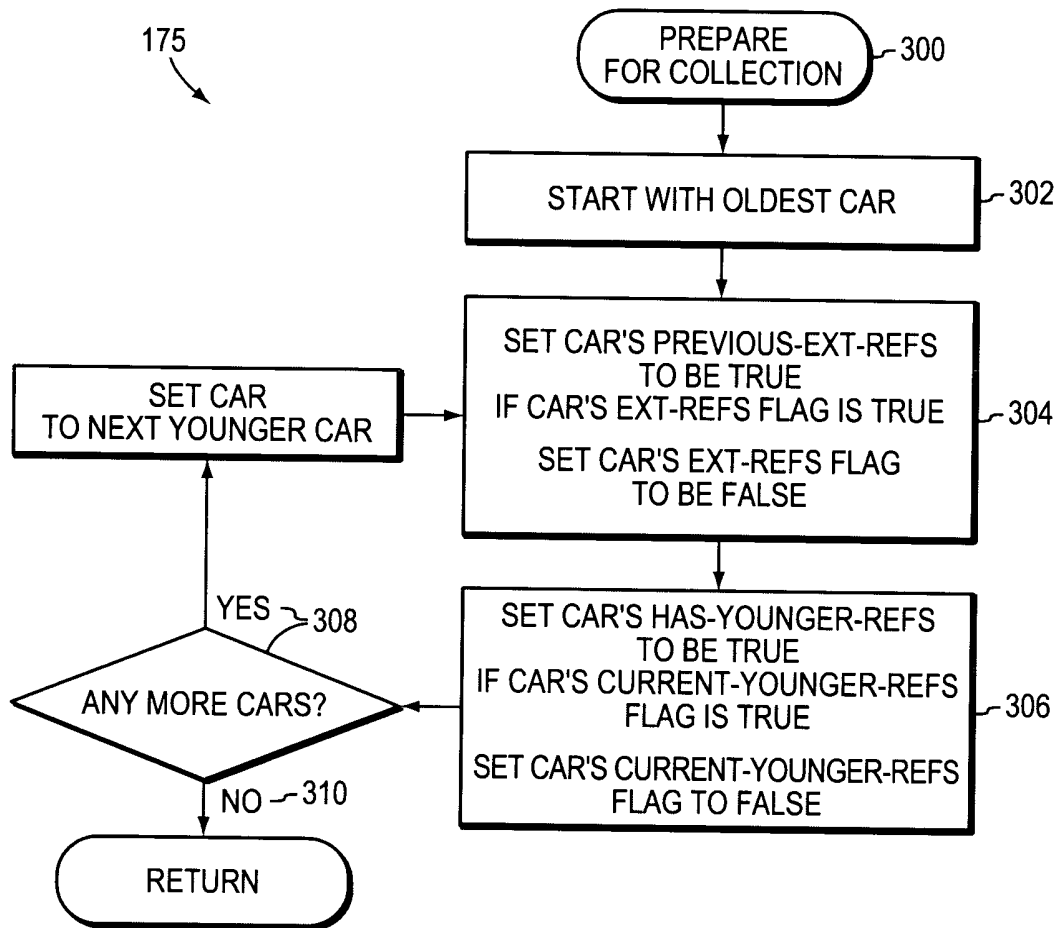 175
PREPARE
FOR COLLECTION
300
START WITH OLDEST CAR
302
SET CAR'S PREVIOUS-EXT-REFS
TO BE TRUE
IF CAR'S EXT-REFS FLAG IS TRUE
SET CAR'S EXT-REFS FLAG
TO BE FALSE
304
SET CAR
TO NEXT YOUNGER CAR
SET CAR'S HAS-YOUNGER-REFS
TO BE TRUE
IF CAR'S CURRENT-YOUNGER-REFS
FLAG IS TRUE
SET CAR'S CURRENT-YOUNGER-REFS
FLAG TO FALSE
306
YES
308
ANY MORE CARS?
NO
310
RETURN